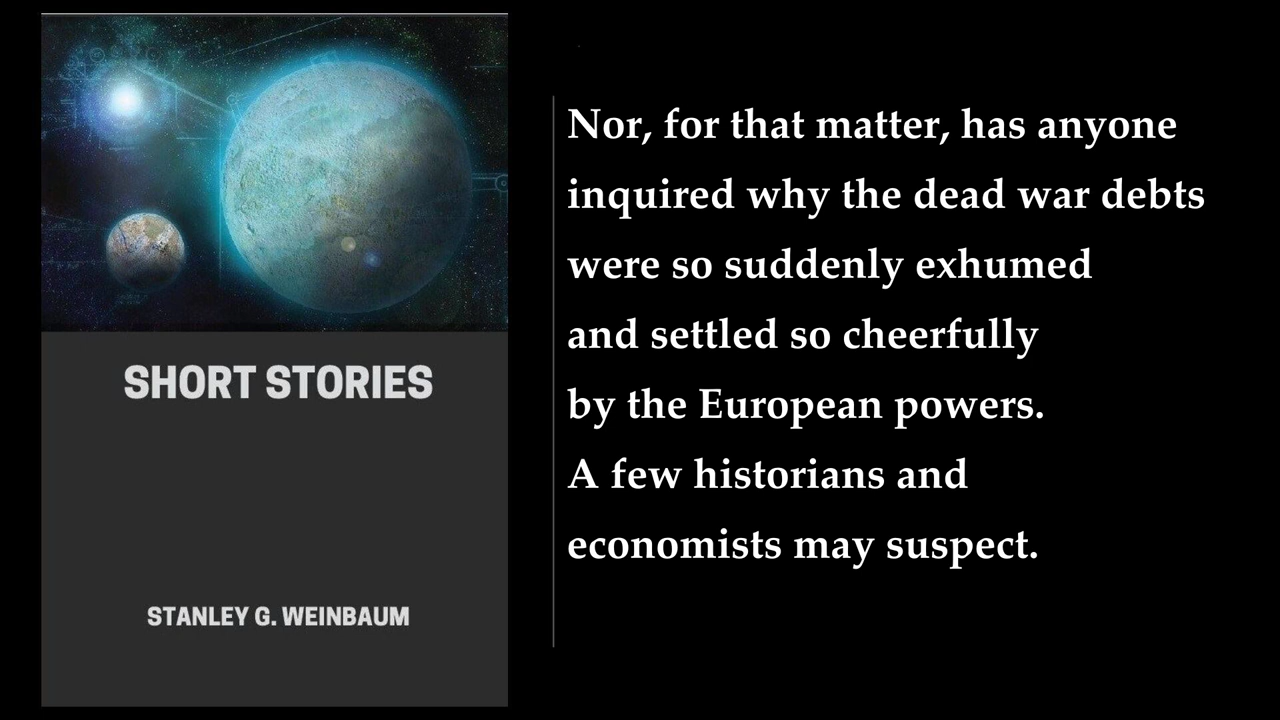 SHORT STORIES
STANLEY G. WEINBAUM
Nor, for that matter, has anyone
inquired why the dead war debts
were so suddenly exhumed
and settled so cheerfully
by the European powers.
A few historians and
economists may suspect.